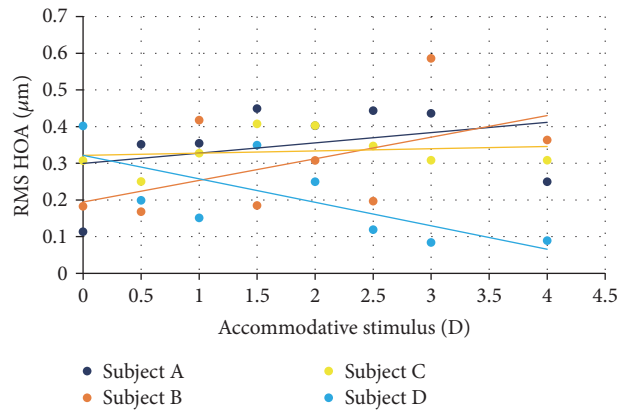 0.7
0.6
0.5
0.4
0.3
0.2
0.1
0
RMS HOA (μm)
0 0.5 1 1.5 2 2.5 3 3.5 4 4.5
Accommodative stimulus (D)
Subject A
Subject B
Subject C
Subject D